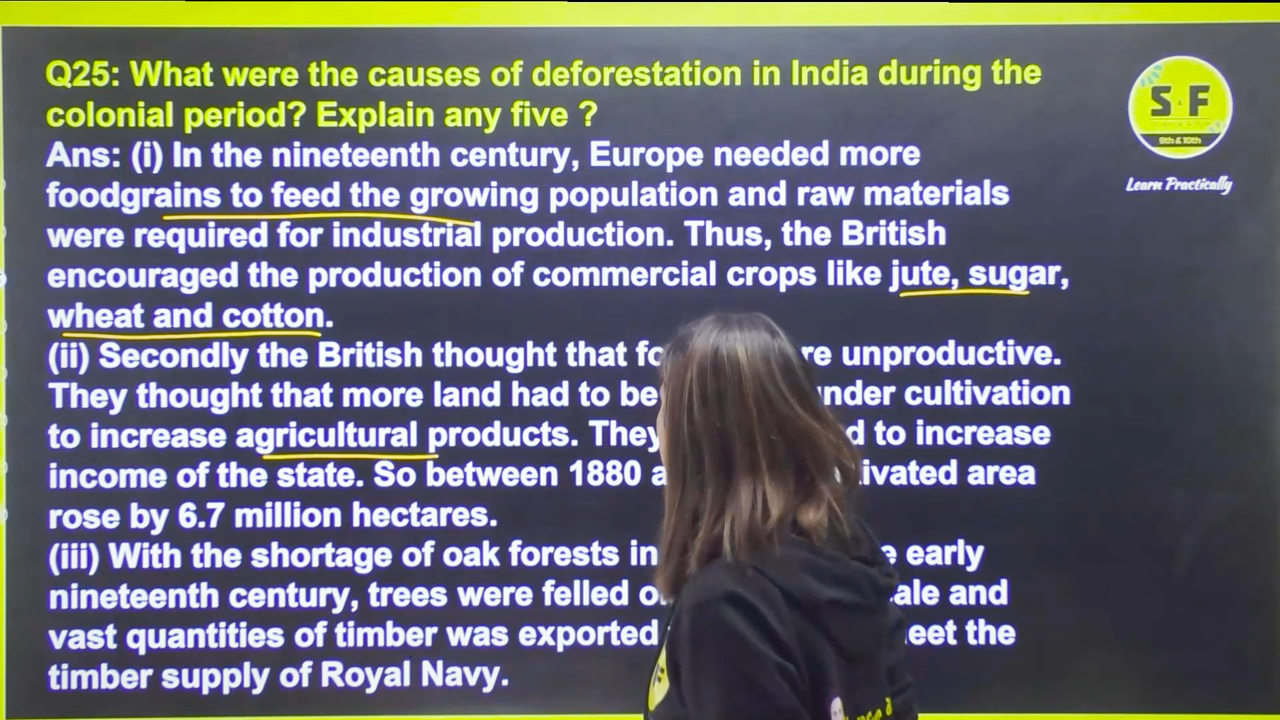 Q25: What were the causes of deforestation in India during the
colonial period? Explain any five ?
Ans: (i) In the nineteenth century, Europe needed more
foodgrains to feed the growing population and raw materials
were required for industrial production. Thus, the British
encouraged the production of commercial crops like jute, sugar,
wheat and cotton.
(ii) Secondly the British thought that re unproductive.
They thought that more land had to be under cultivation
to increase agricultural products. They to increase
income of the state. So between 1880 area
rose by 6.7 million hectares.
(iii) With the shortage of oak forests in early
nineteenth century, trees were felled and
vast quantities of timber was exported the
timber supply of Royal Navy.
S&F
9th & 10th
Learn Practically